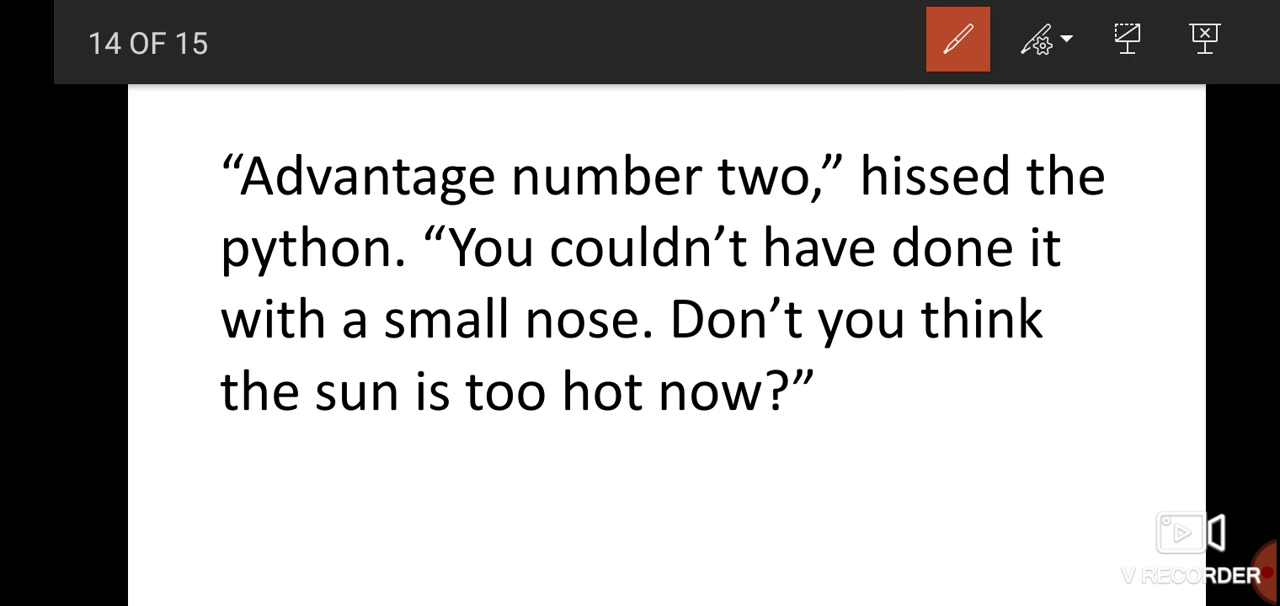 14 OF 15
“Advantage number two,” hissed the
python. “You couldn’t have done it
with a small nose. Don’t you think
the sun is too hot now?”
V RECORDER